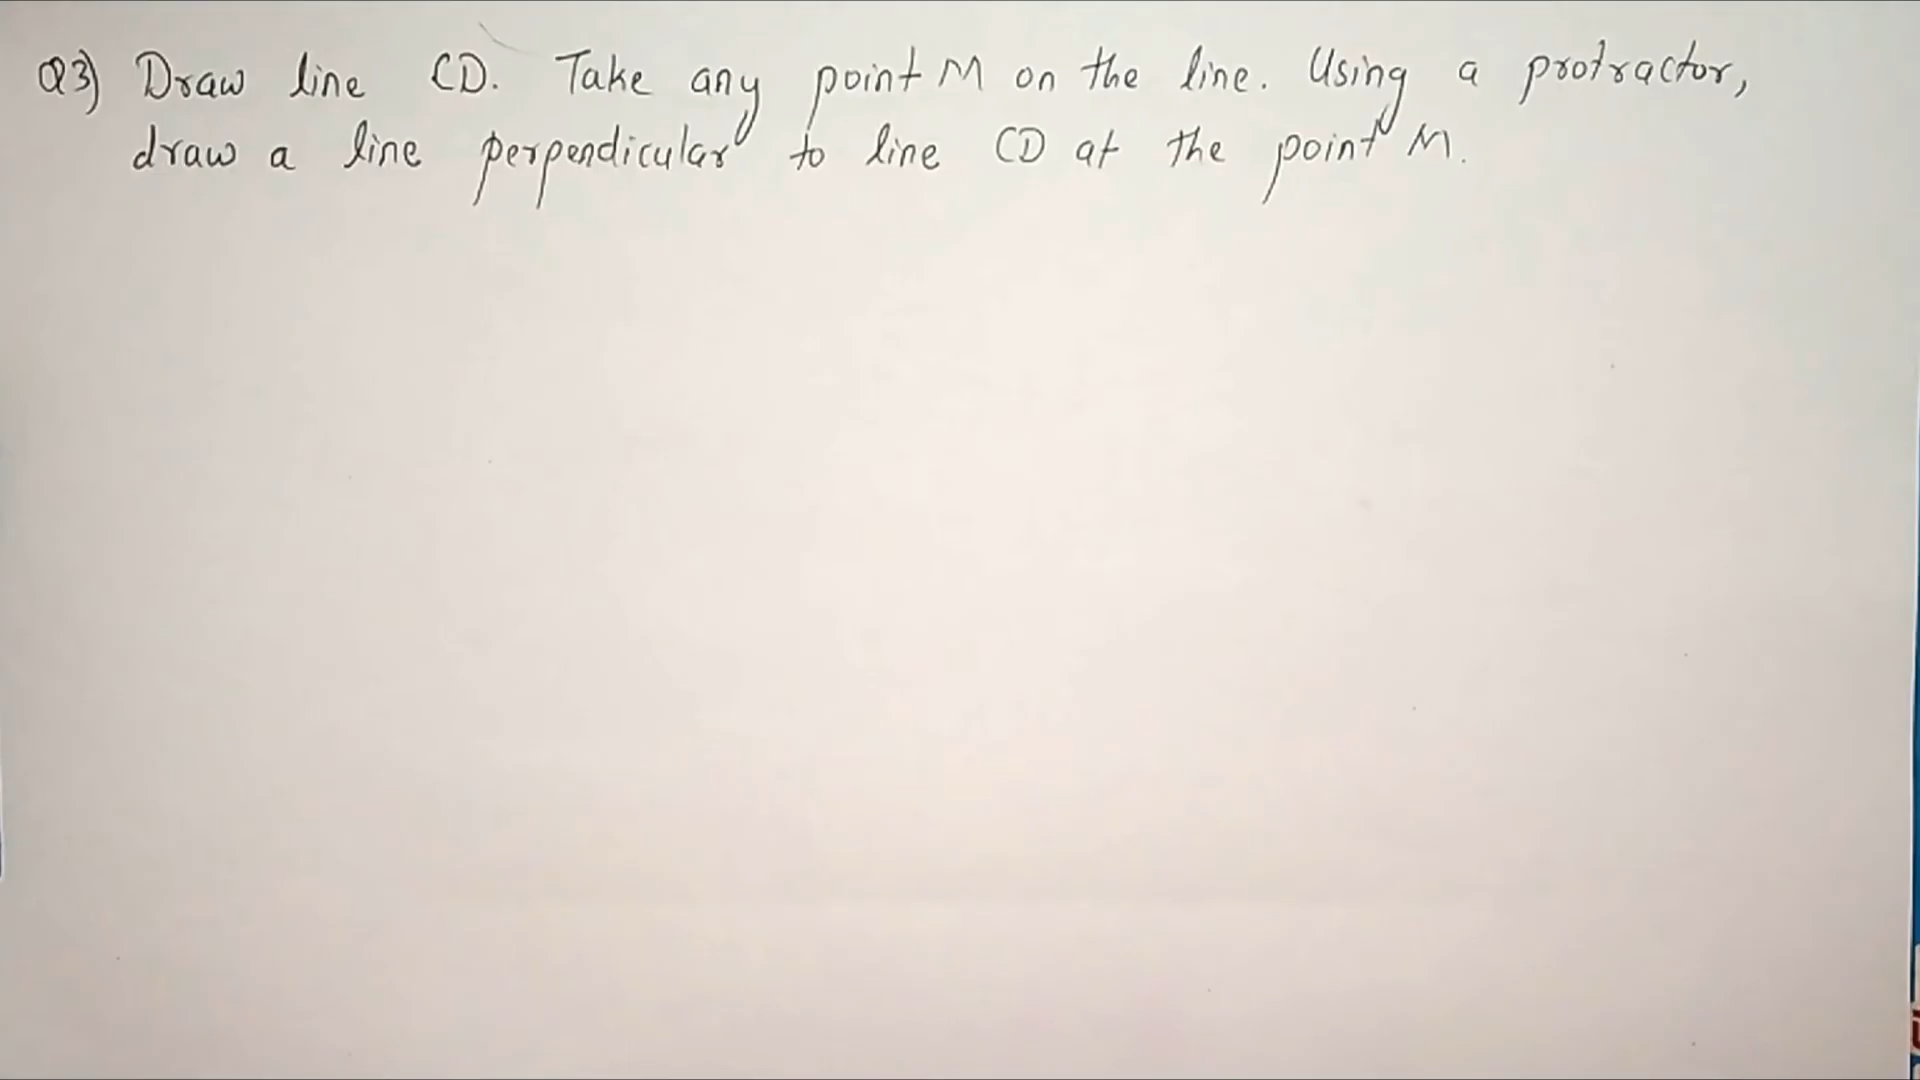 Q3) Draw line CD. Take any point M on the line. Using a protractor,
draw a line perpendicular to line CD at the point M.